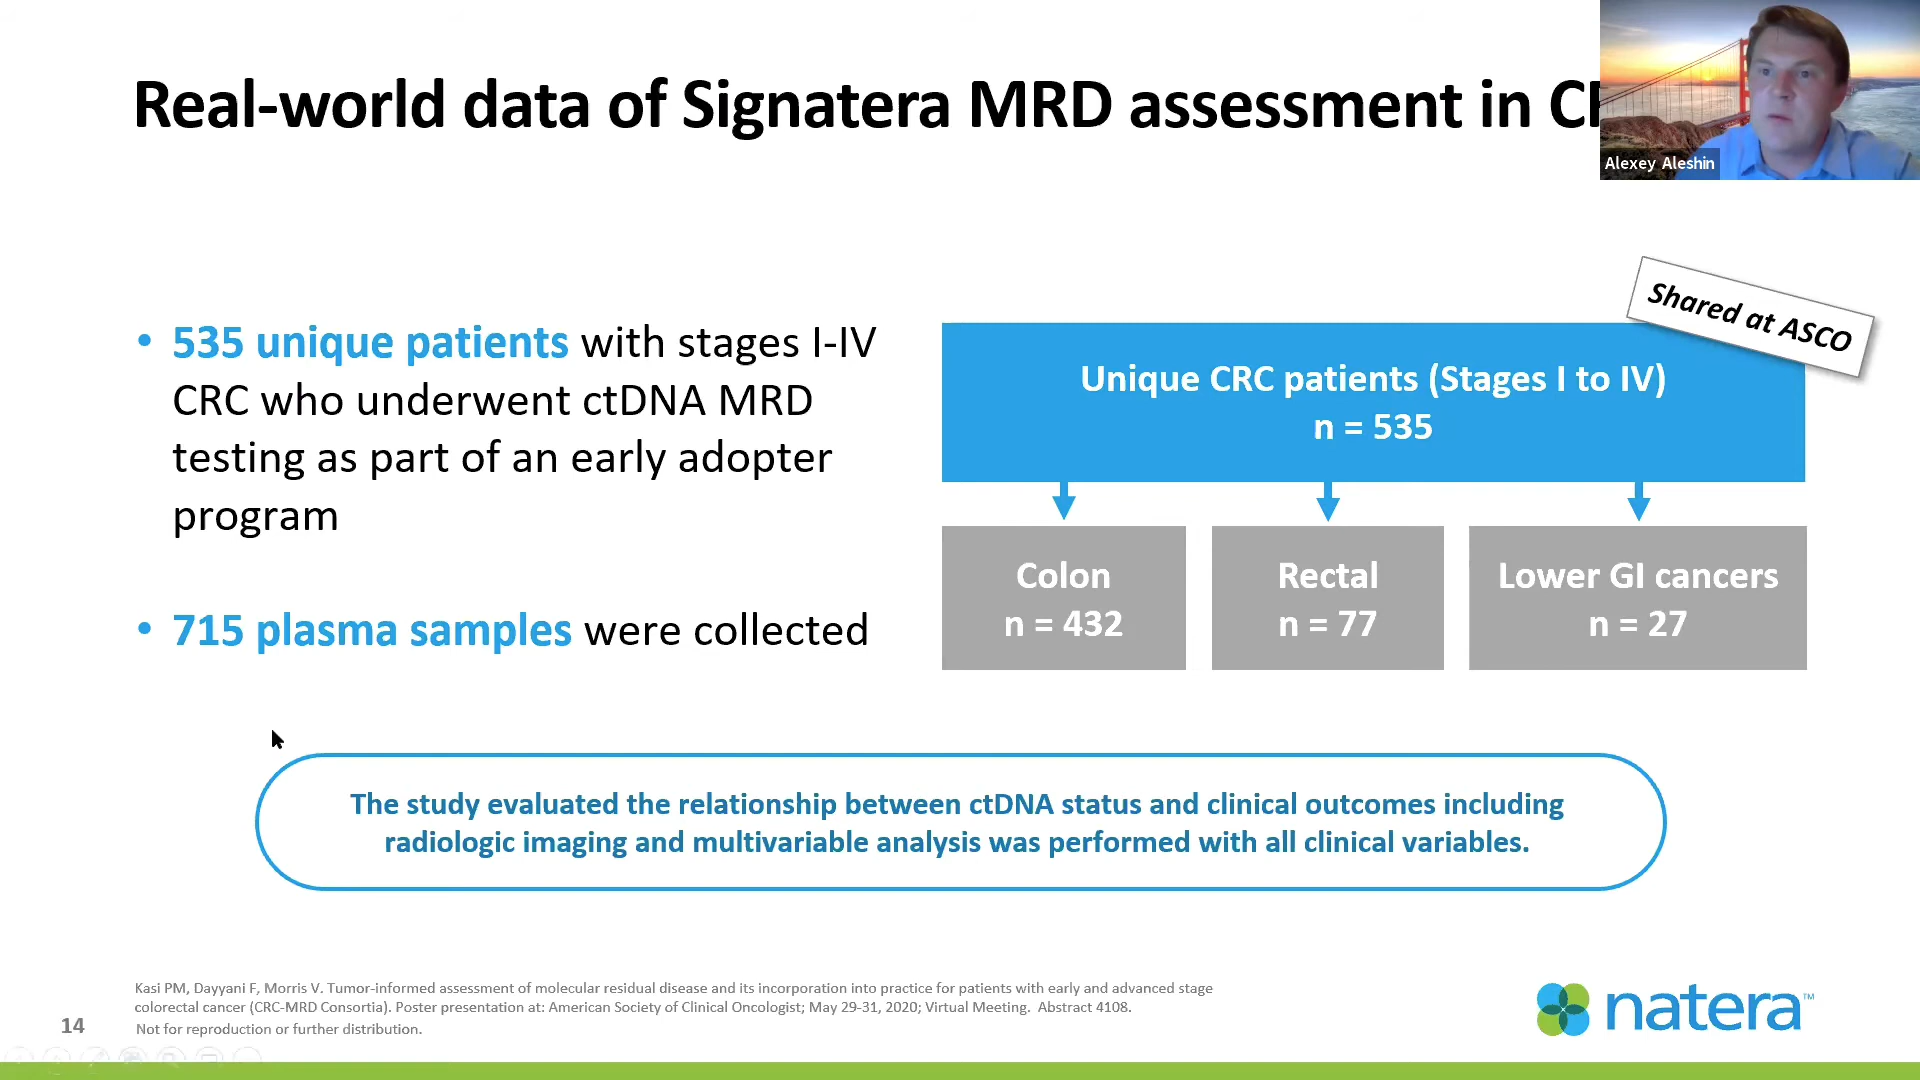 Real-world data of Signatera MRD assessment in
Alexey Aleshin
Shared at ASCO
• 535 unique patients with stages I-IV
CRC who underwent ctDNA MRD
testing as part of an early adopter
program
• 715 plasma samples were collected
Unique CRC patients (Stages I to IV)
n = 535
Colon
n = 432
Rectal
n = 77
Lower GI cancers
n = 27
The study evaluated the relationship between ctDNA status and clinical outcomes including
radiologic imaging and multivariable analysis was performed with all clinical variables.
Kasi PM, Dayyani F, Morris V. Tumor-informed assessment of molecular residual disease and its incorporation into practice for patients with early and advanced stage
colorectal cancer (CRC-MRD Consortia). Poster presentation at: American Society of Clinical Oncologist; May 29-31, 2020; Virtual Meeting. Abstract 4108.
14
Not for reproduction or further distribution.
natera™